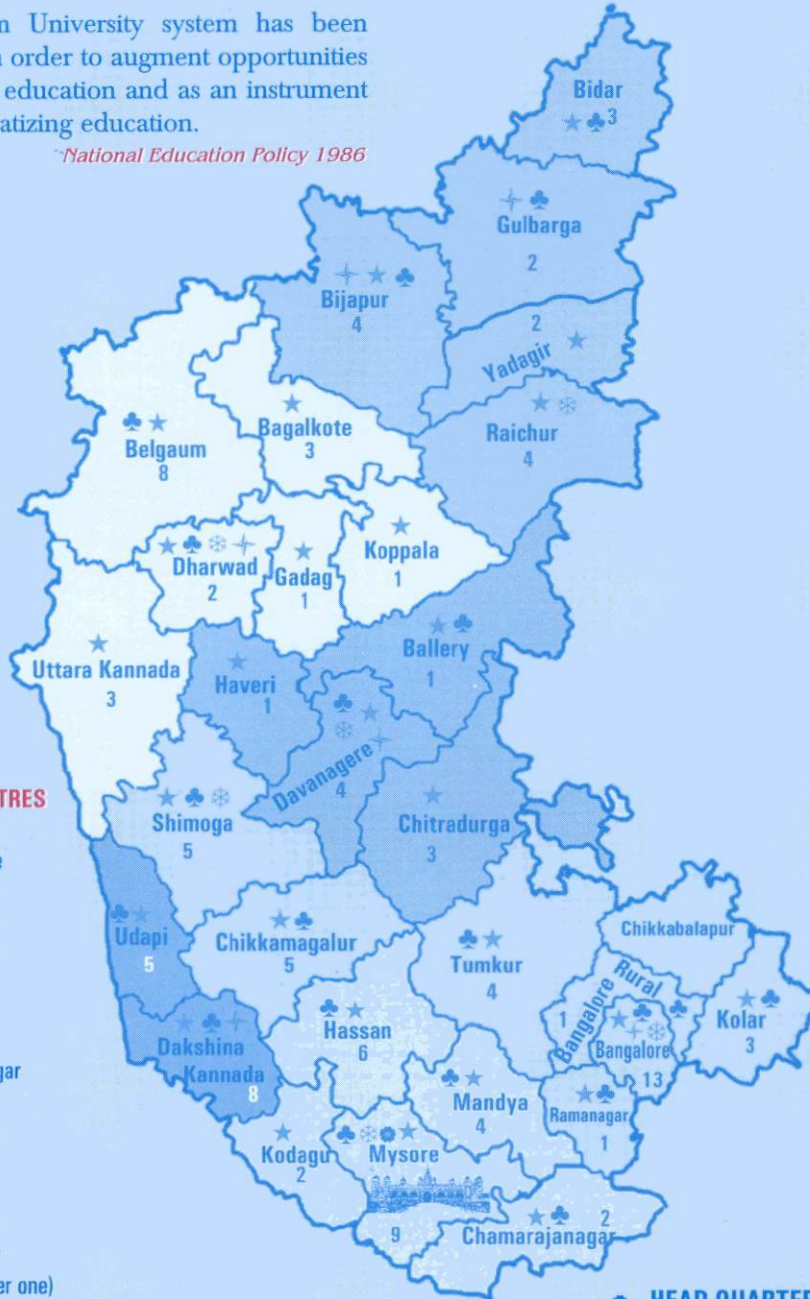 n University system has been
n order to augment opportunities
education and as an instrument
atizing education.
National Education Policy 1986
Bidar
3
Gulbarga
2
Bijapur
4
2
Yadagir
Raichur
4
Bagalkote
3
Belgaum
8
Dharwad
2
Gadag
1
Koppala
1
Ballery
1
Uttara Kannada
3
Haveri
1
Davanagere
4
Chitradurga
3
TRES
Shimoga
5
e
Udapi
5
Chikkamagalur
5
Tumkur
4
Chikkabalapur
Bangalore Rural
1
Bangalore
13
Kolar
3
Hassan
6
Dakshina
Kannada
8
gar
Mandya
4
Ramanagar
1
Kodagu
2
Mysore
9
2
Chamarajanagar
er one)
HEAD QUARTER